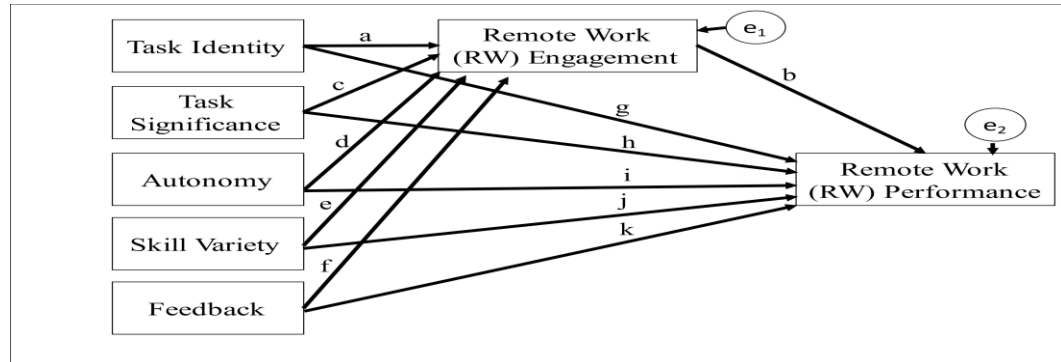 Task Identity
a
Remote Work
(RW) Engagement
e₁
b
c
Task
Significance
g
e₂
h
d
Autonomy
i
Remote Work
(RW) Performance
e
j
Skill Variety
k
f
Feedback